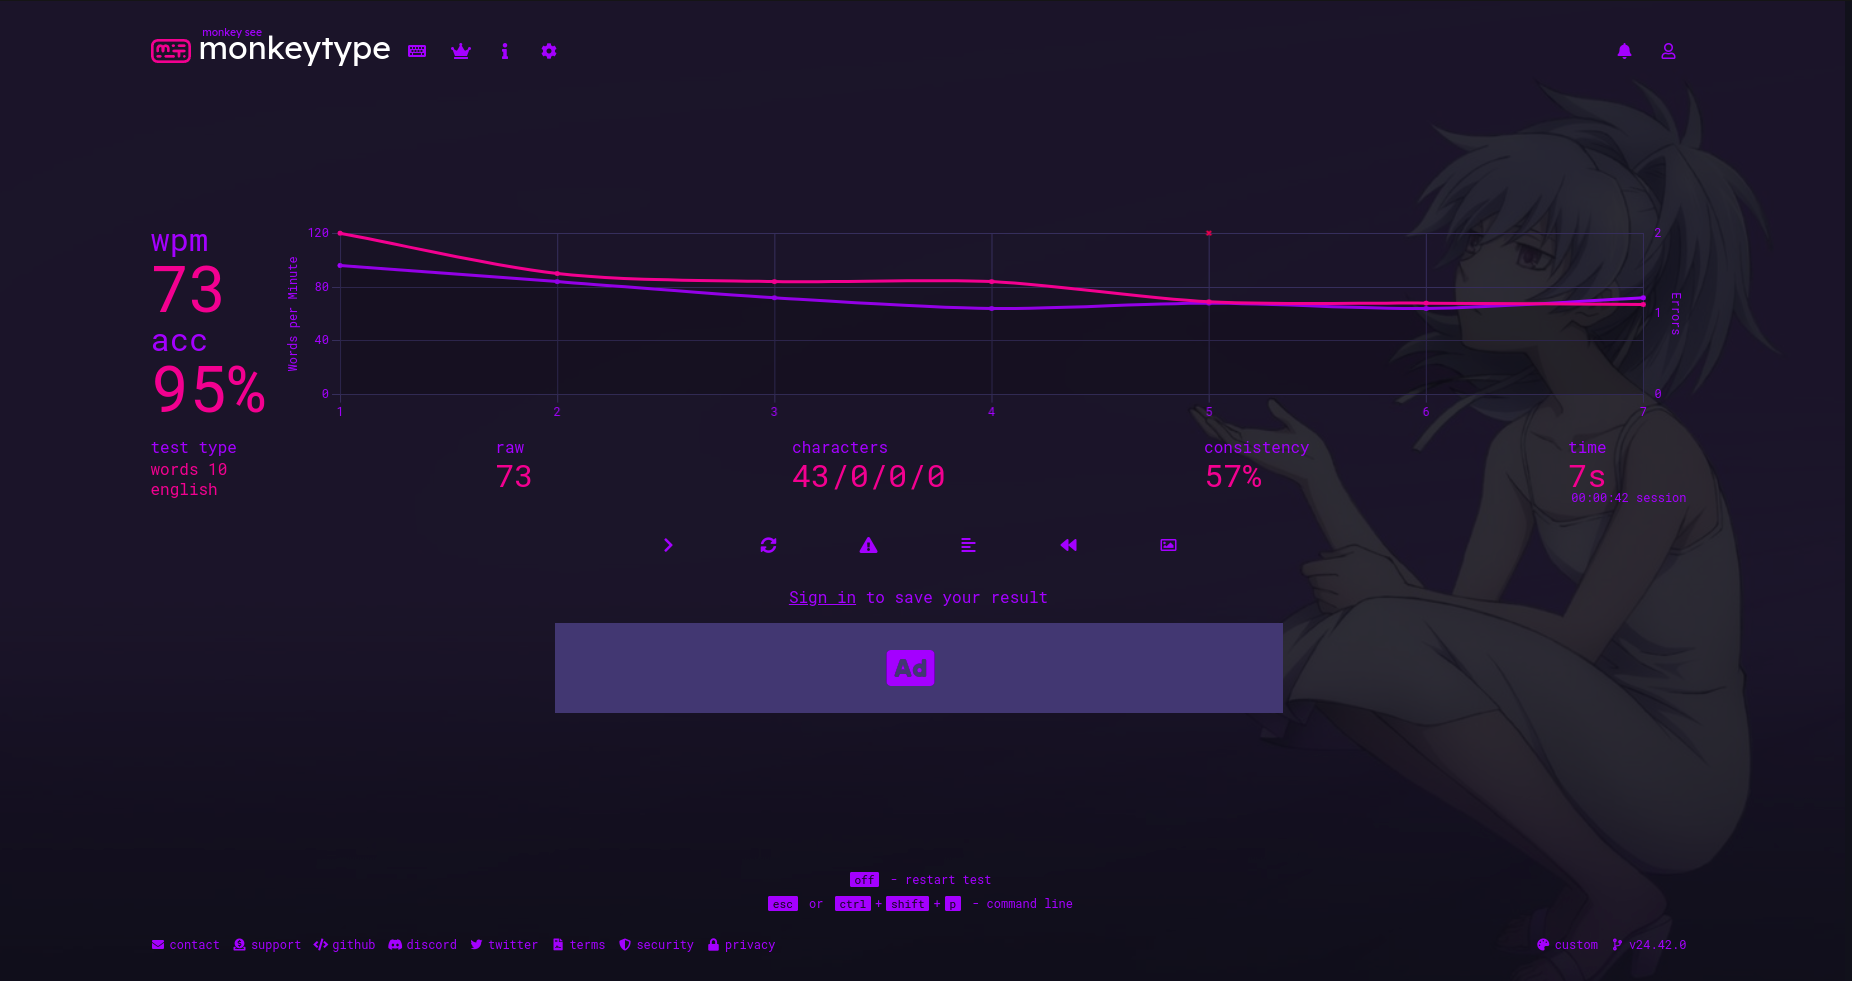 monkey see
monkeytype
wpm
73
acc
95%
Words per Minute
120
80
40
0
1 2 3 4 5 6 7
2
1
0
Errors
test type
words 10
english
raw
73
characters
43/0/0/0
consistency
57%
time
7s
00:00:42 session
Sign in to save your result
Ad
off - restart test
esc or ctrl + shift + p - command line
contact support github discord twitter terms security privacy custom v24.42.0